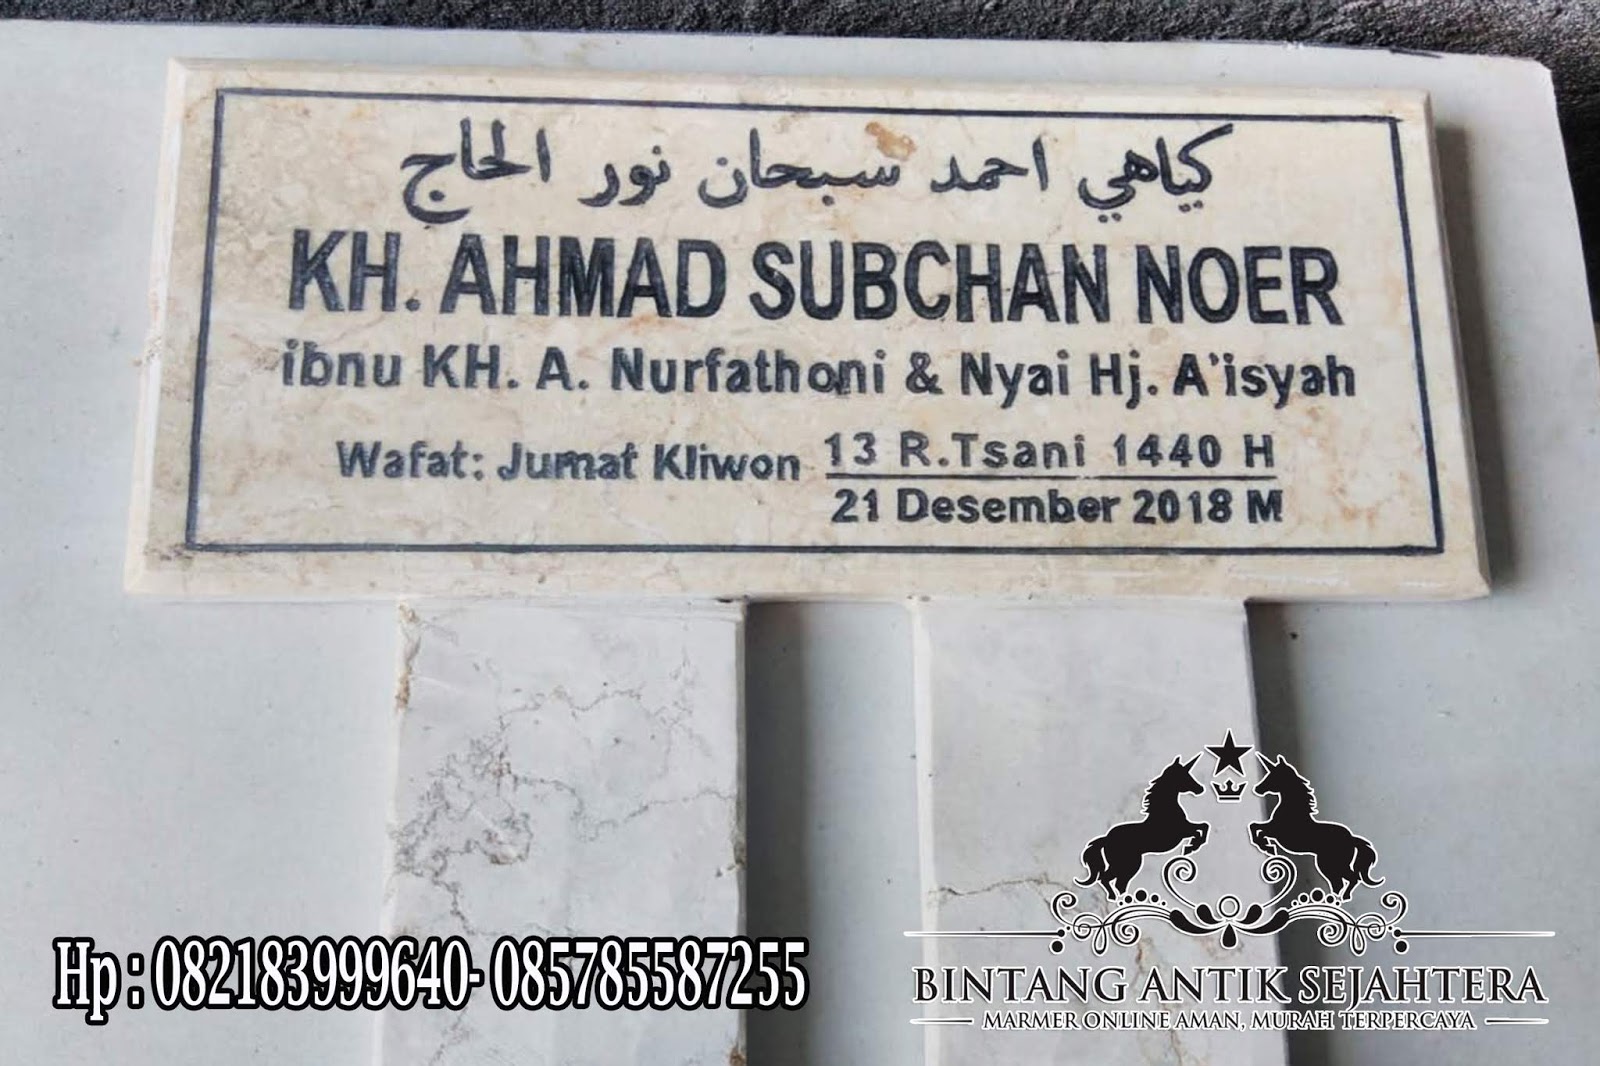 كياهي احمد سبحان نور الحاج
KH. AHMAD SUBCHAN NOER
ibnu KH. A. Nurfathoni & Nyai Hj. A'isyah
Wafat: Jumat Kliwon 13 R.Tsani 1440 H
21 Desember 2018 M
Hp : 082183999640- 085785587255
BINTANG ANTIK SEJAHTERA
MARMER ONLINE AMAN, MURAH TERPERCAYA